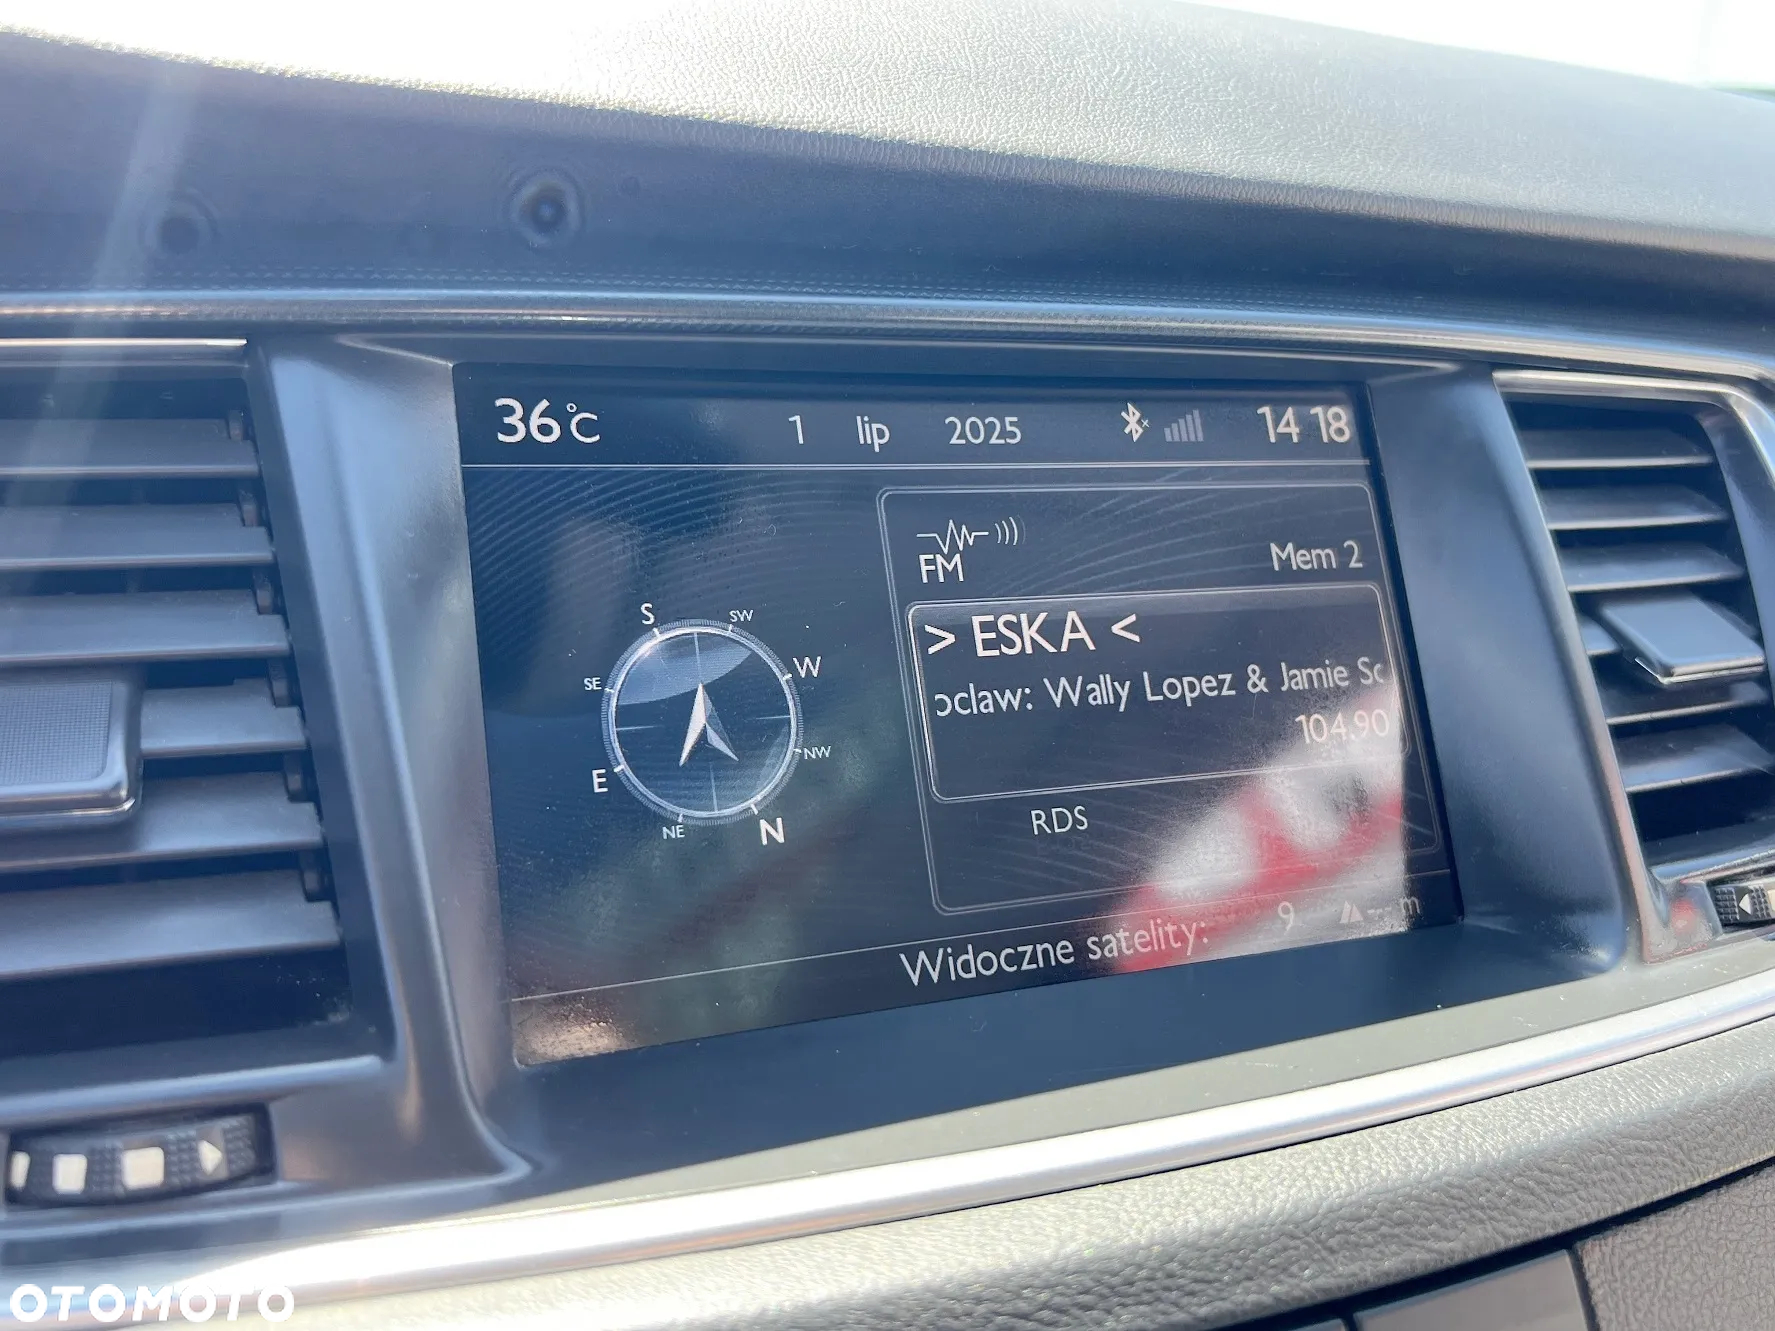 36°C 1 lip 2025 14 18
FM
Mem 2
> ESKA <
oclaw: Wally Lopez & Jamie Sc
104.90
RDS
S
SW
SE
W
E
NW
NE
N
Widoczne satelity: 9
OTOMOTO